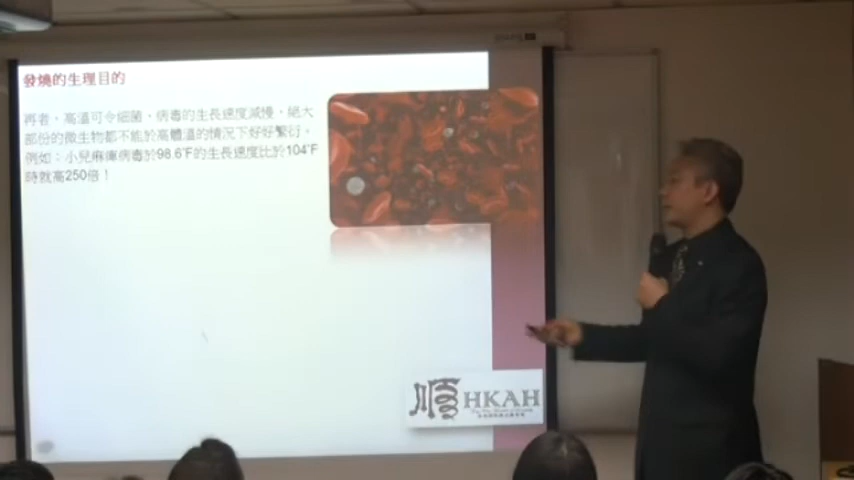 發燒的生理目的
再者，高溫可令細菌，病毒的生長速度減慢，絕大
部份的微生物都不能於高體溫的情況下好好繁衍。
例如：小兒麻痺病毒於98.6°F的生長速度比於104°F
時就高250倍！
順 HKAH